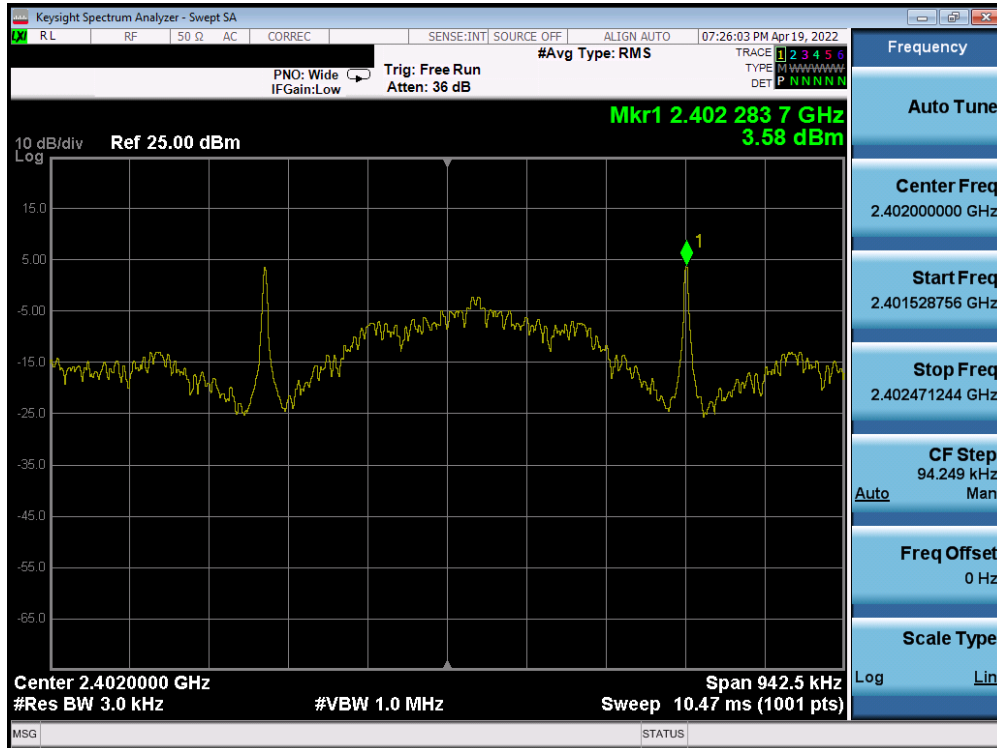 Keysight Spectrum Analyzer - Swept SA
LXI RL RF 50 Ω AC CORREC SENSE:INT SOURCE OFF ALIGN AUTO 07:26:03 PM Apr 19, 2022
#Avg Type: RMS
TRACE 1 2 3 4 5 6
PNO: Wide Trig: Free Run
TYPE M WWWWW
IFGain:Low Atten: 36 dB
DET P N N N N N
Mkr1 2.402 283 7 GHz
3.58 dBm
10 dB/div Ref 25.00 dBm
Log
15.0
1
5.00
-5.00
-15.0
-25.0
-35.0
-45.0
-55.0
-65.0
Center 2.4020000 GHz Span 942.5 kHz
#Res BW 3.0 kHz #VBW 1.0 MHz Sweep 10.47 ms (1001 pts)
MSG STATUS
Frequency
Auto Tune
Center Freq
2.402000000 GHz
Start Freq
2.401528756 GHz
Stop Freq
2.402471244 GHz
CF Step
94.249 kHz
Auto Man
Freq Offset
0 Hz
Scale Type
Log Lin